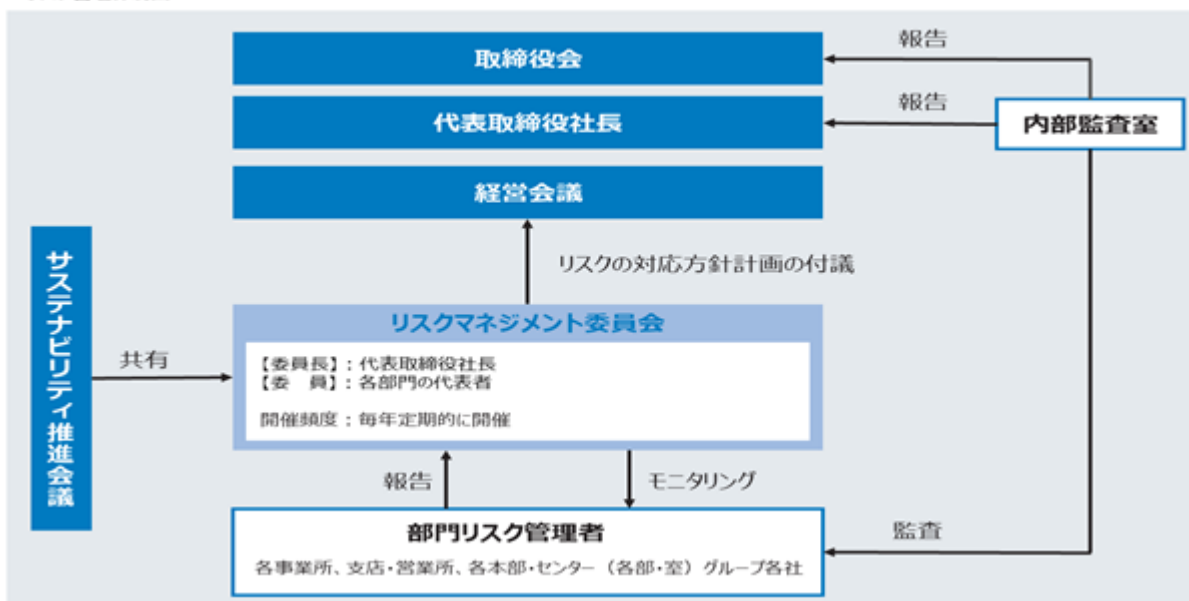 報告
取締役会
報告
代表取締役社長
内部監査室
経営会議
リスクの対応方針計画の付議
サステナビリティ推進会議
共有
リスクマネジメント委員会
【委員長】：代表取締役社長
【委　員】：各部門の代表者
開催頻度：毎年定期的に開催
報告
モニタリング
部門リスク管理者
監査
各事業所、支店・営業所、各本部・センター（各部・室）グループ各社